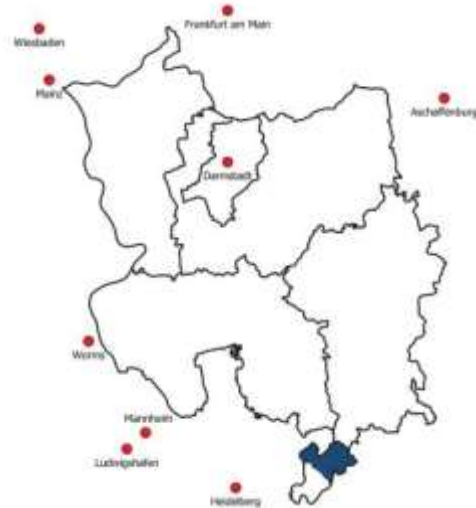 Frankfurt am Main
Wiesbaden
Mainz
Aschaffenburg
Darmstadt
Worms
Mannheim
Ludwigshafen
Heidelberg